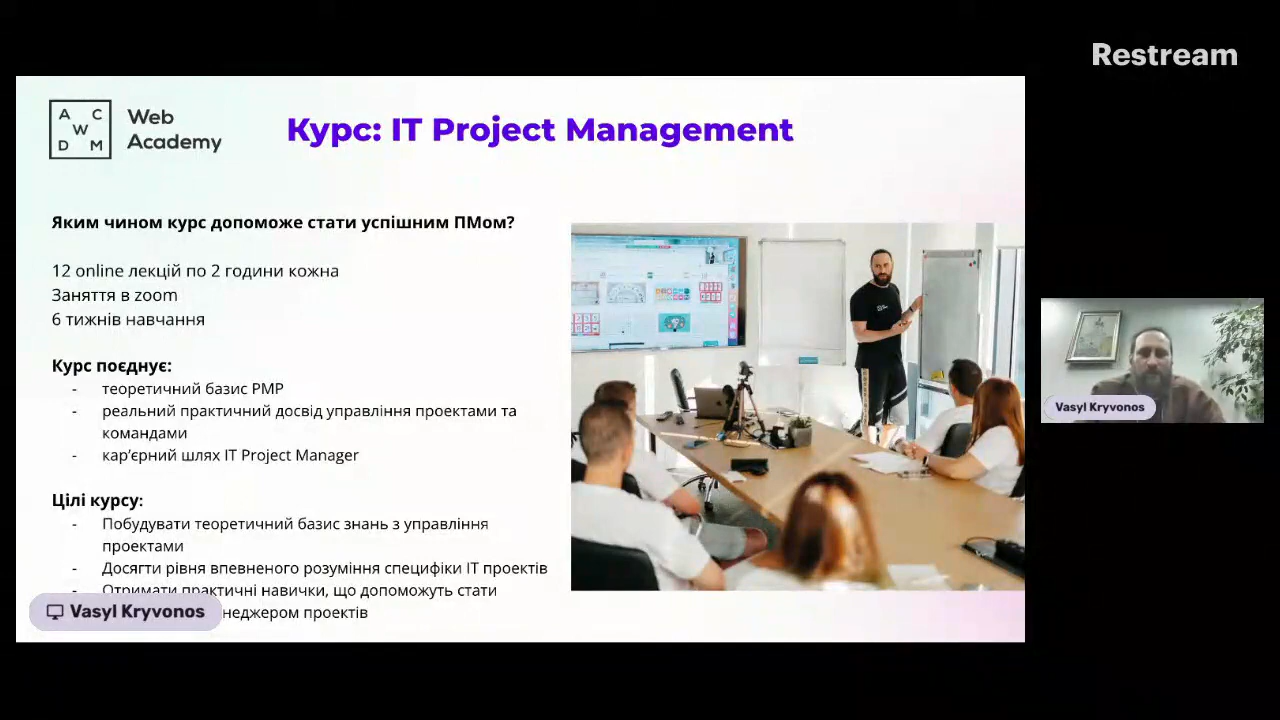 Restream
A C
W
D M
Web
Academy
Курс: IT Project Management
Яким чином курс допоможе стати успішним ПМом?
12 online лекцій по 2 години кожна
Заняття в zoom
6 тижнів навчання
Курс поєднує:
- теоретичний базис PMP
- реальний практичний досвід управління проектами та
командами
- кар’єрний шлях IT Project Manager
Цілі курсу:
- Побудувати теоретичний базис знань з управління
проектами
- Досягти рівня впевненого розуміння специфіки ІТ проектів
- Отримати практичні навички, що допоможуть стати
неджером проектів
Vasyl Kryvonos
Vasyl Kryvonos